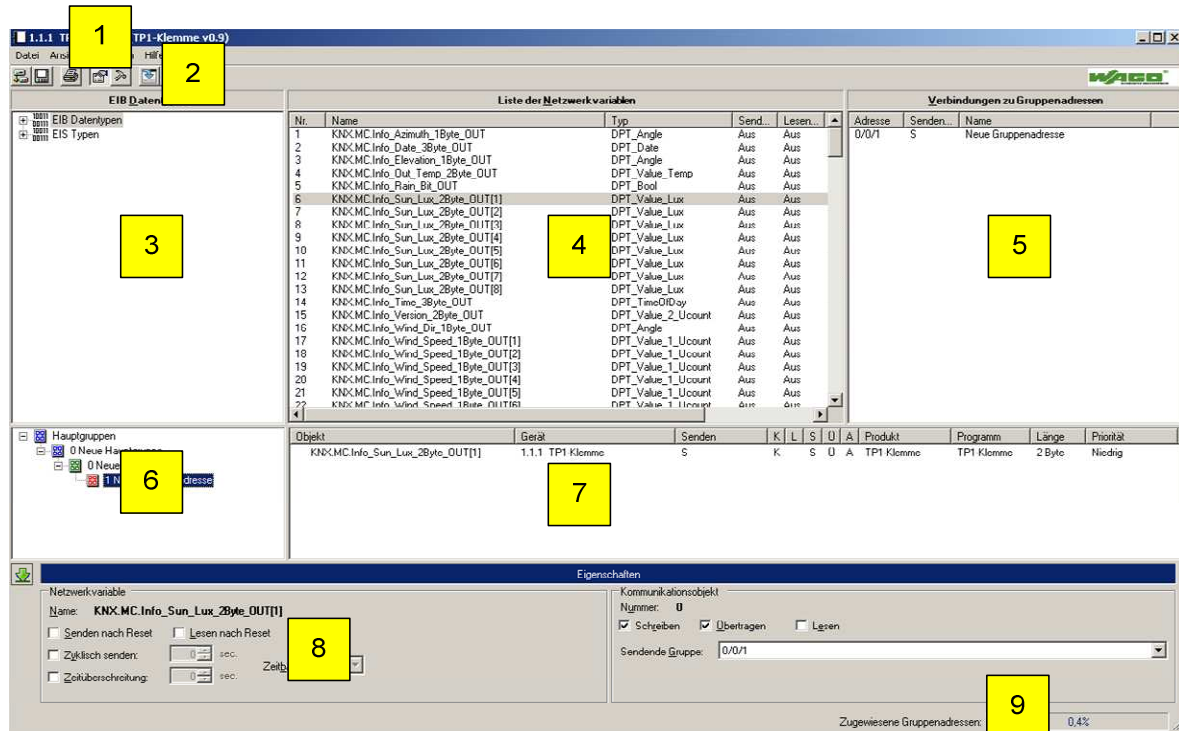 1
1.1.1 TP1-Klemme v0.9)
Datei Hilfe
2
WAGO
EIB
Liste der Netzwerkvariablen
Verbindungen zu Gruppenadressen
EIB Datentypen
EIS Typen
3
Nr. Name Typ Send... Lesen...
1 KNX.MC.Info_Azimuth_1Byte_OUT DPT_Angle Aus Aus
2 KNX.MC.Info_Date_3Byte_OUT DPT_Date Aus Aus
3 KNX.MC.Info_Elevation_1Byte_OUT DPT_Angle Aus Aus
4 KNX.MC.Info_Out_Temp_2Byte_OUT DPT_Value_Temp Aus Aus
5 KNX.MC.Info_Rain_Bit_OUT DPT_Bool Aus Aus
6 KNX.MC.Info_Sun_Lux_2Byte_OUT[1] DPT_Value_Lux Aus Aus
7 KNX.MC.Info_Sun_Lux_2Byte_OUT[2] DPT_Value_Lux Aus Aus
8 KNX.MC.Info_Sun_Lux_2Byte_OUT[3] DPT_Value_Lux Aus Aus
9 KNX.MC.Info_Sun_Lux_2Byte_OUT[4] DPT_Value_Lux Aus Aus
10 KNX.MC.Info_Sun_Lux_2Byte_OUT[5] DPT_Value_Lux Aus Aus
11 KNX.MC.Info_Sun_Lux_2Byte_OUT[6] DPT_Value_Lux Aus Aus
12 KNX.MC.Info_Sun_Lux_2Byte_OUT[7] DPT_Value_Lux Aus Aus
13 KNX.MC.Info_Sun_Lux_2Byte_OUT[8] DPT_Value_Lux Aus Aus
14 KNX.MC.Info_Time_3Byte_OUT DPT_TimeOfDay Aus Aus
15 KNX.MC.Info_Version_2Byte_OUT DPT_Value_2_Ucount Aus Aus
16 KNX.MC.Info_Wind_Dir_1Byte_OUT DPT_Angle Aus Aus
17 KNX.MC.Info_Wind_Speed_1Byte_OUT[1] DPT_Value_1_Ucount Aus Aus
18 KNX.MC.Info_Wind_Speed_1Byte_OUT[2] DPT_Value_1_Ucount Aus Aus
19 KNX.MC.Info_Wind_Speed_1Byte_OUT[3] DPT_Value_1_Ucount Aus Aus
20 KNX.MC.Info_Wind_Speed_1Byte_OUT[4] DPT_Value_1_Ucount Aus Aus
21 KNX.MC.Info_Wind_Speed_1Byte_OUT[5] DPT_Value_1_Ucount Aus Aus
22 KNX.MC.Info_Wind_Speed_1Byte_OUT[6] DPT_Value_1_Ucount Aus Aus
4
Adresse Senden... Name
0/0/1 S Neue Gruppenadresse
5
Hauptgruppen
0 Neue
0 Neue
1
6
Objekt Gerät Senden K L S Ü A Produkt Programm Länge Priorität
KNX.MC.Info_Sun_Lux_2Byte_OUT[1] 1.1.1 TP1 Klemme S K S Ü A TP1 Klemme TP1 Klemme 2 Byte Niedrig
7
Eigenschaften
Netzwerkvariable
Name: KNX.MC.Info_Sun_Lux_2Byte_OUT[1]
Senden nach Reset Lesen nach Reset
Zyklisch senden: 0 sec.
Zeitüberschreitung: 0 sec.
8
Kommunikationsobjekt
Nummer: 0
Schreiben Übertragen Lesen
Sendende Gruppe: 0/0/1
9
Zugewiesene Gruppenadressen: 0,4%